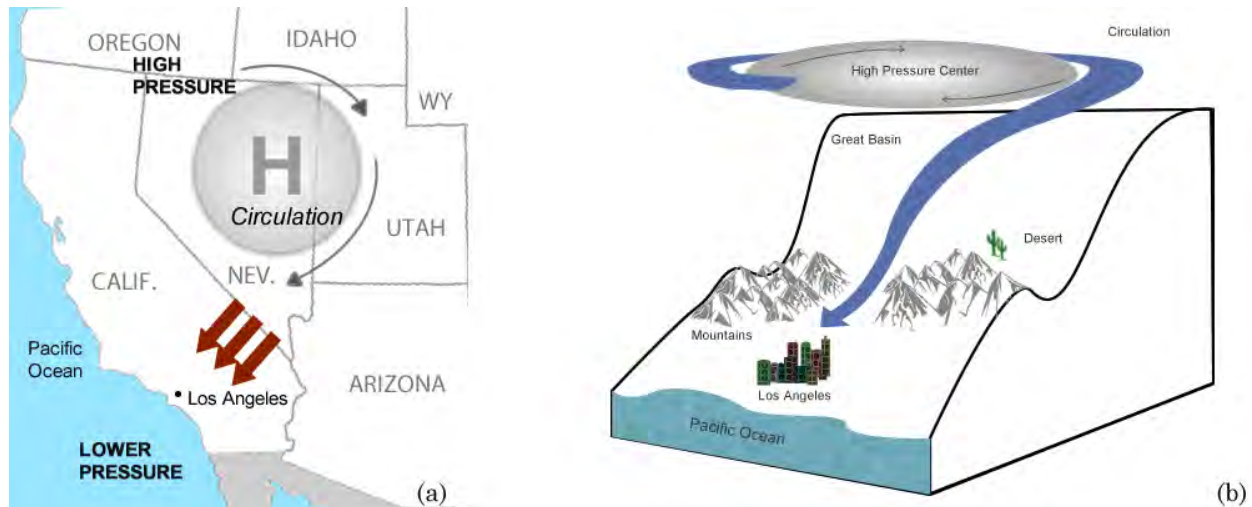 OREGON
IDAHO
HIGH
PRESSURE
WY
H
Circulation
UTAH
NEV.
CALIF.
Pacific
Ocean
ARIZONA
Los Angeles
LOWER
PRESSURE
(a)
Circulation
High Pressure Center
Great Basin
Desert
Mountains
Los Angeles
Pacific Ocean
(b)